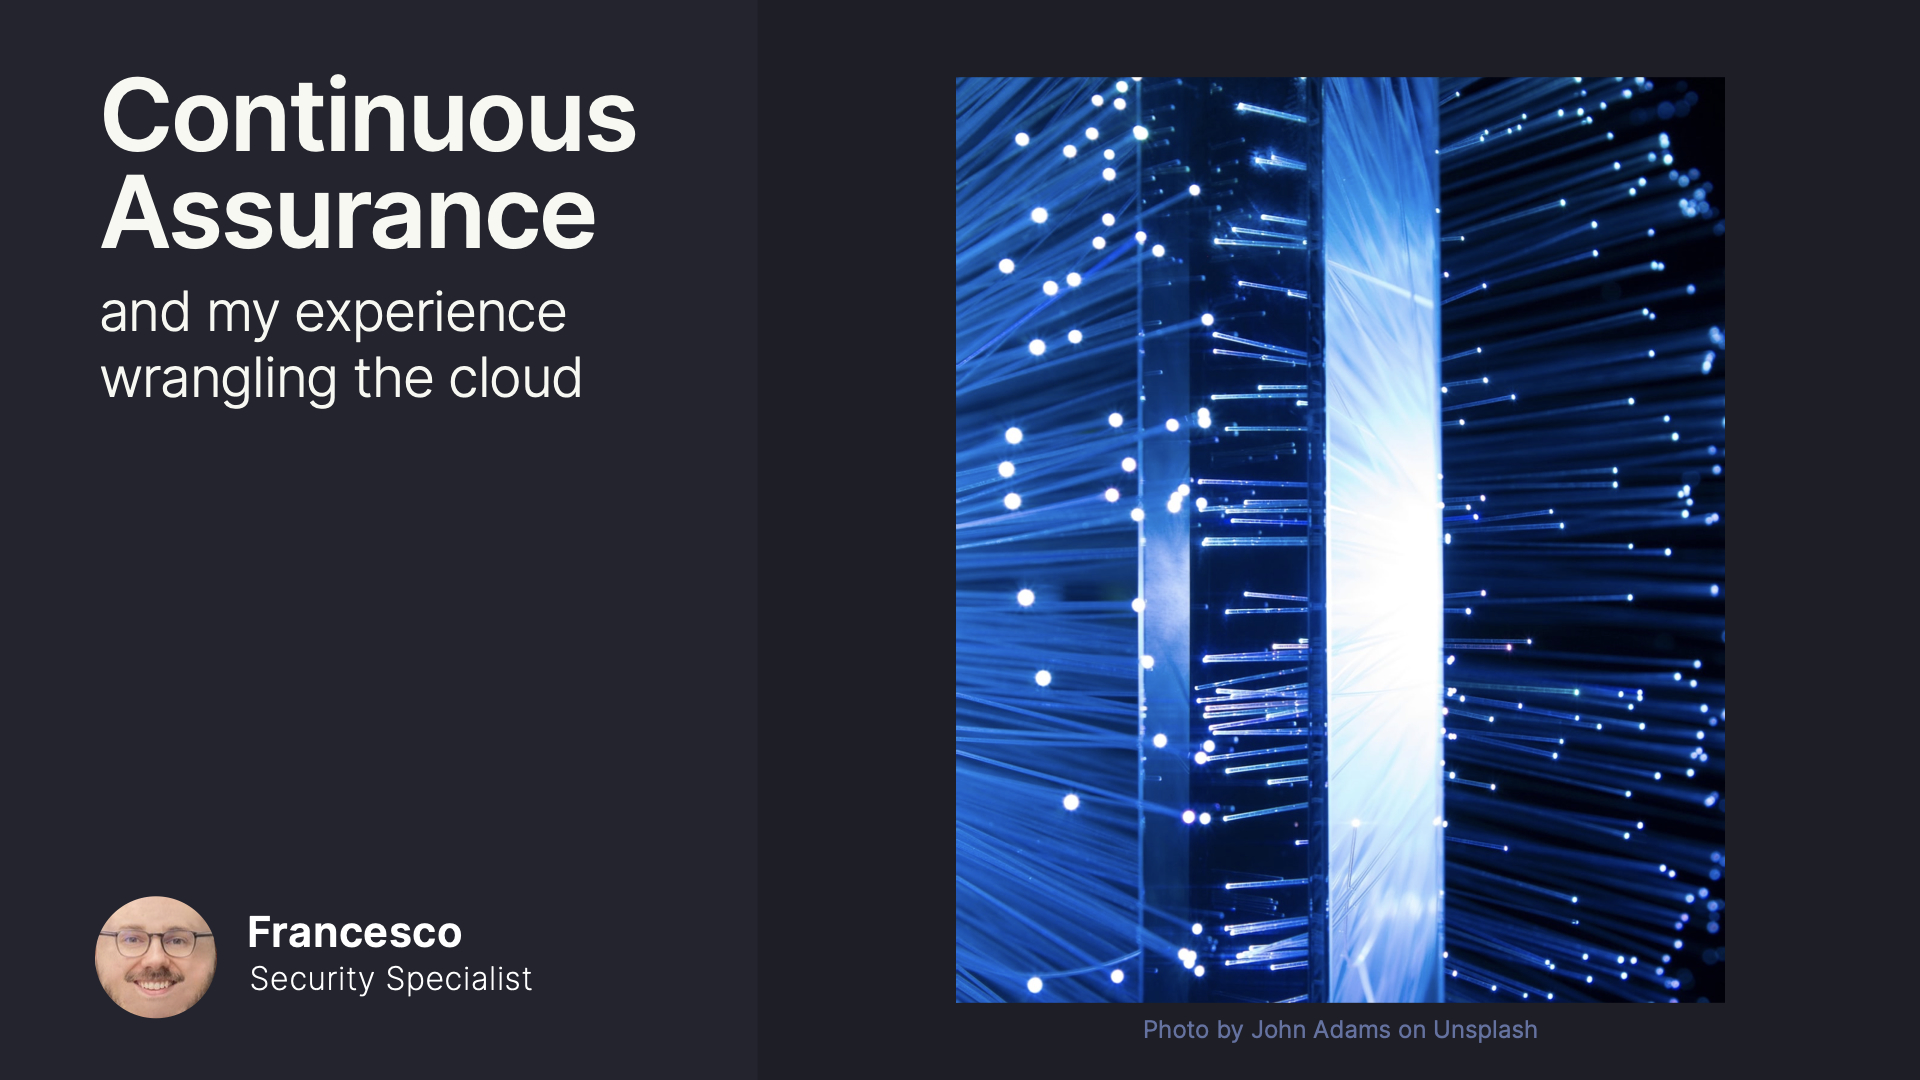 Continuous
Assurance
and my experience
wrangling the cloud
Francesco
Security Specialist
Photo by John Adams on Unsplash